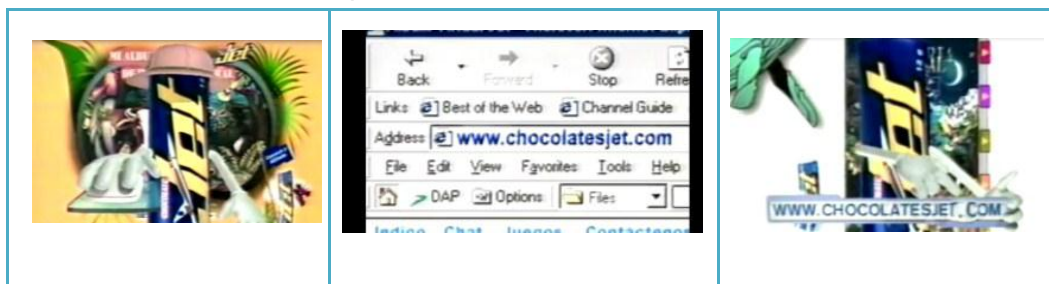 Jet
Jet
Back
Forward
Stop
Links
Best of the Web
Channel Guide
Address
www.chocolatesjet.com
File Edit View Favorites Tools Help
DAP
Options
Files
Indice Chat Juegos
Jet
WWW.CHOCOLATESJET.COM